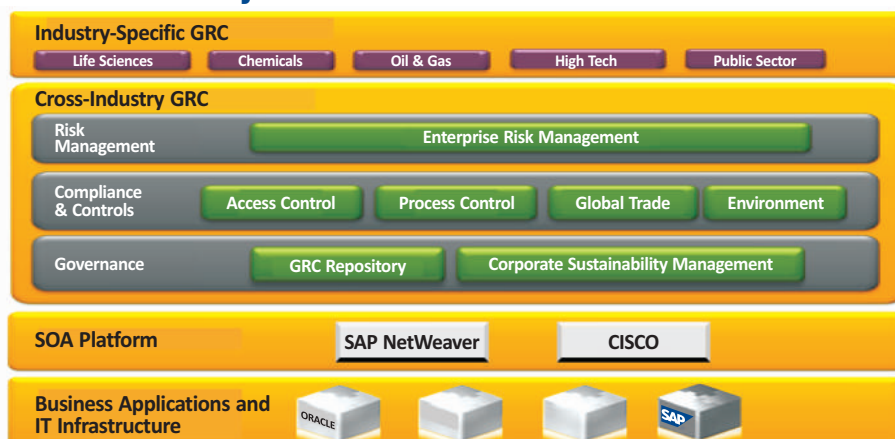 Industry-Specific GRC
Life Sciences
Chemicals
Oil & Gas
High Tech
Public Sector
Cross-Industry GRC
Risk
Management
Enterprise Risk Management
Compliance
& Controls
Access Control
Process Control
Global Trade
Environment
Governance
GRC Repository
Corporate Sustainability Management
SOA Platform
SAP NetWeaver
CISCO
Business Applications and
IT Infrastructure
ORACLE
SAP